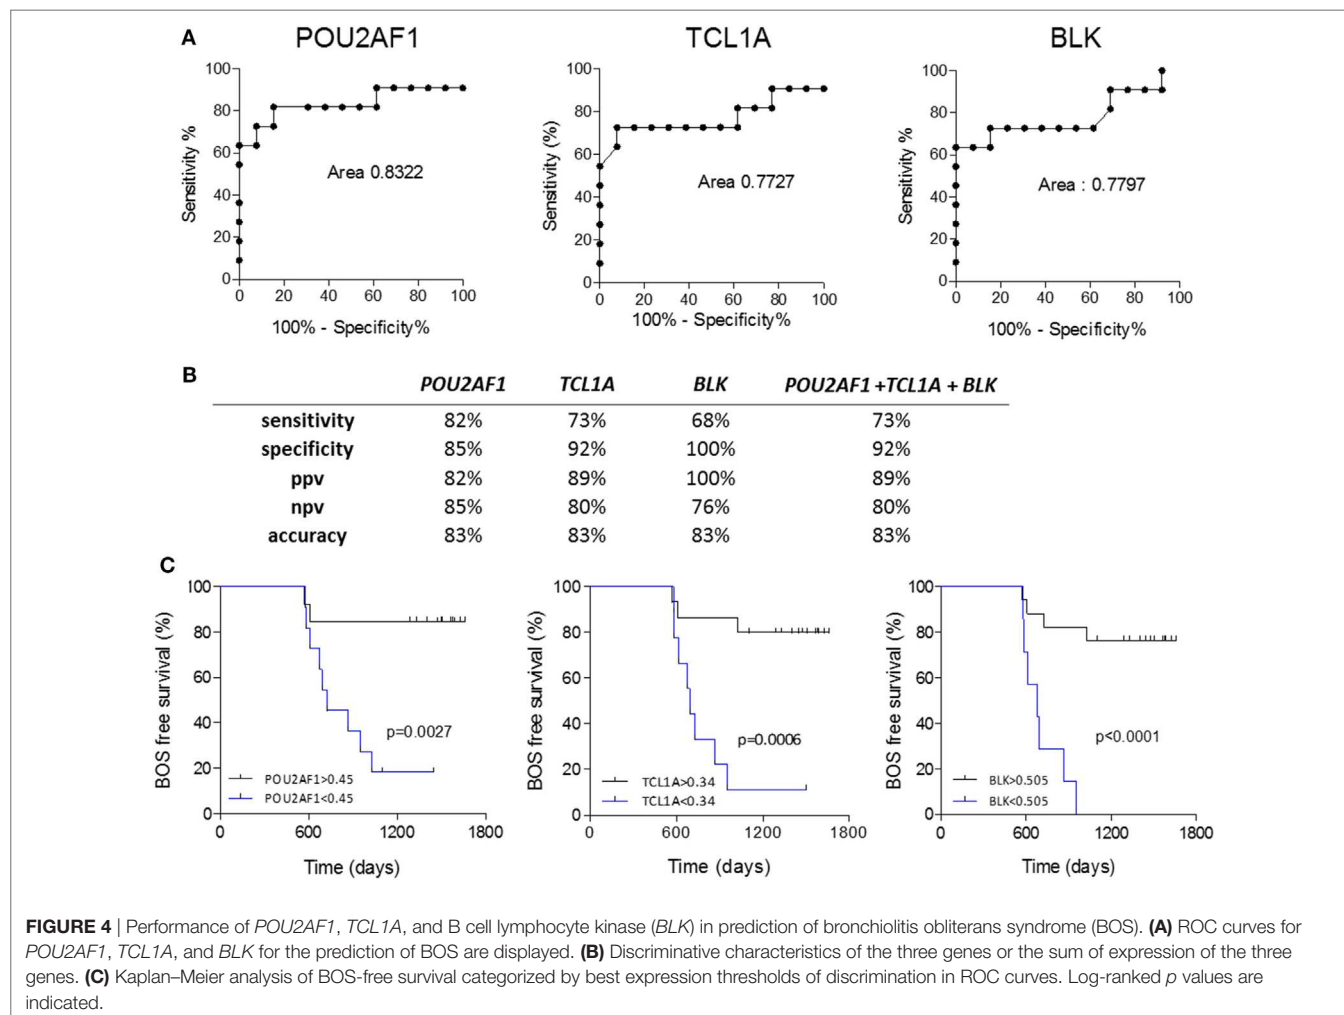 A
POU2AF1
TCL1A
BLK
100
80
60
40
20
0
Sensitivity %
Area 0.8322
0 20 40 60 80 100
100% - Specificity%
100
80
60
40
20
0
Sensitivity (%)
Area 0.7727
0 20 40 60 80 100
100% - Specificity%
100
80
60
40
20
0
Sensitivity %
Area : 0.7797
0 20 40 60 80 100
100% - Specificity%
B
POU2AF1 TCL1A BLK POU2AF1 +TCL1A + BLK
sensitivity 82% 73% 68% 73%
specificity 85% 92% 100% 92%
ppv 82% 89% 100% 89%
npv 85% 80% 76% 80%
accuracy 83% 83% 83% 83%
C
100
80
60
40
20
0
BOS free survival (%)
p=0.0027
POU2AF1>0.45
POU2AF1<0.45
0 600 1200 1800
Time (days)
100
80
60
40
20
0
BOS free survival (%)
p=0.0006
TCL1A>0.34
TCL1A<0.34
0 600 1200 1800
Time (days)
100
80
60
40
20
0
BOS free survival (%)
p<0.0001
BLK>0.505
BLK<0.505
0 600 1200 1800
Time (days)
FIGURE 4 | Performance of POU2AF1, TCL1A, and B cell lymphocyte kinase (BLK) in prediction of bronchiolitis obliterans syndrome (BOS). (A) ROC curves for
POU2AF1, TCL1A, and BLK for the prediction of BOS are displayed. (B) Discriminative characteristics of the three genes or the sum of expression of the three
genes. (C) Kaplan–Meier analysis of BOS-free survival categorized by best expression thresholds of discrimination in ROC curves. Log-ranked p values are
indicated.